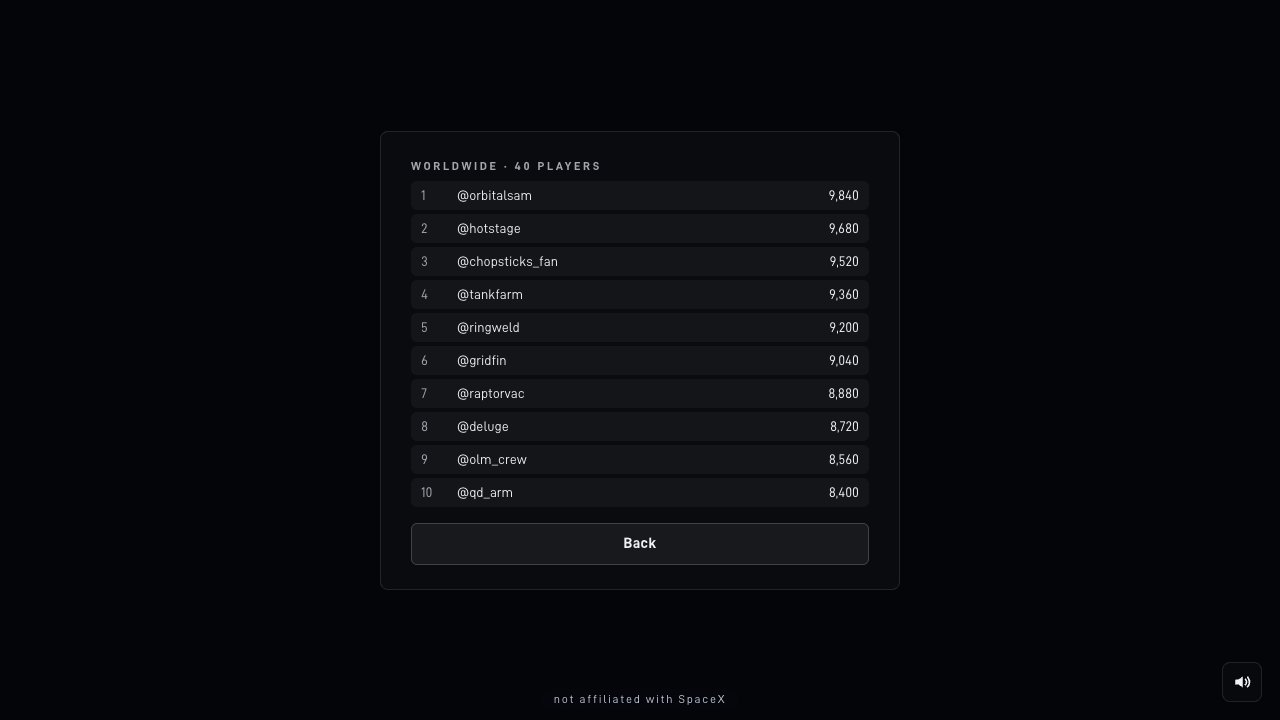 WORLDWIDE · 40 PLAYERS
1 @orbitalsam 9,840
2 @hotstage 9,680
3 @chopsticks_fan 9,520
4 @tankfarm 9,360
5 @ringweld 9,200
6 @gridfin 9,040
7 @raptorvac 8,880
8 @deluge 8,720
9 @olm_crew 8,560
10 @qd_arm 8,400
Back
not affiliated with SpaceX